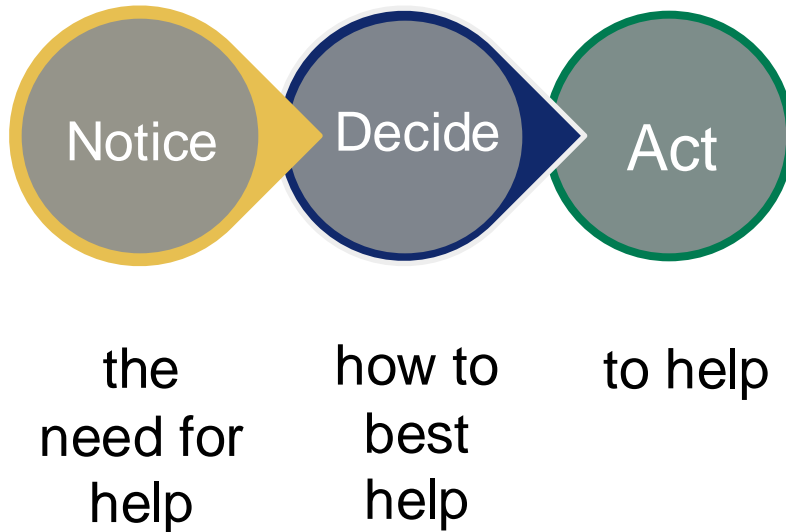 Notice
Decide
Act
the
need for
help
how to
best
help
to help